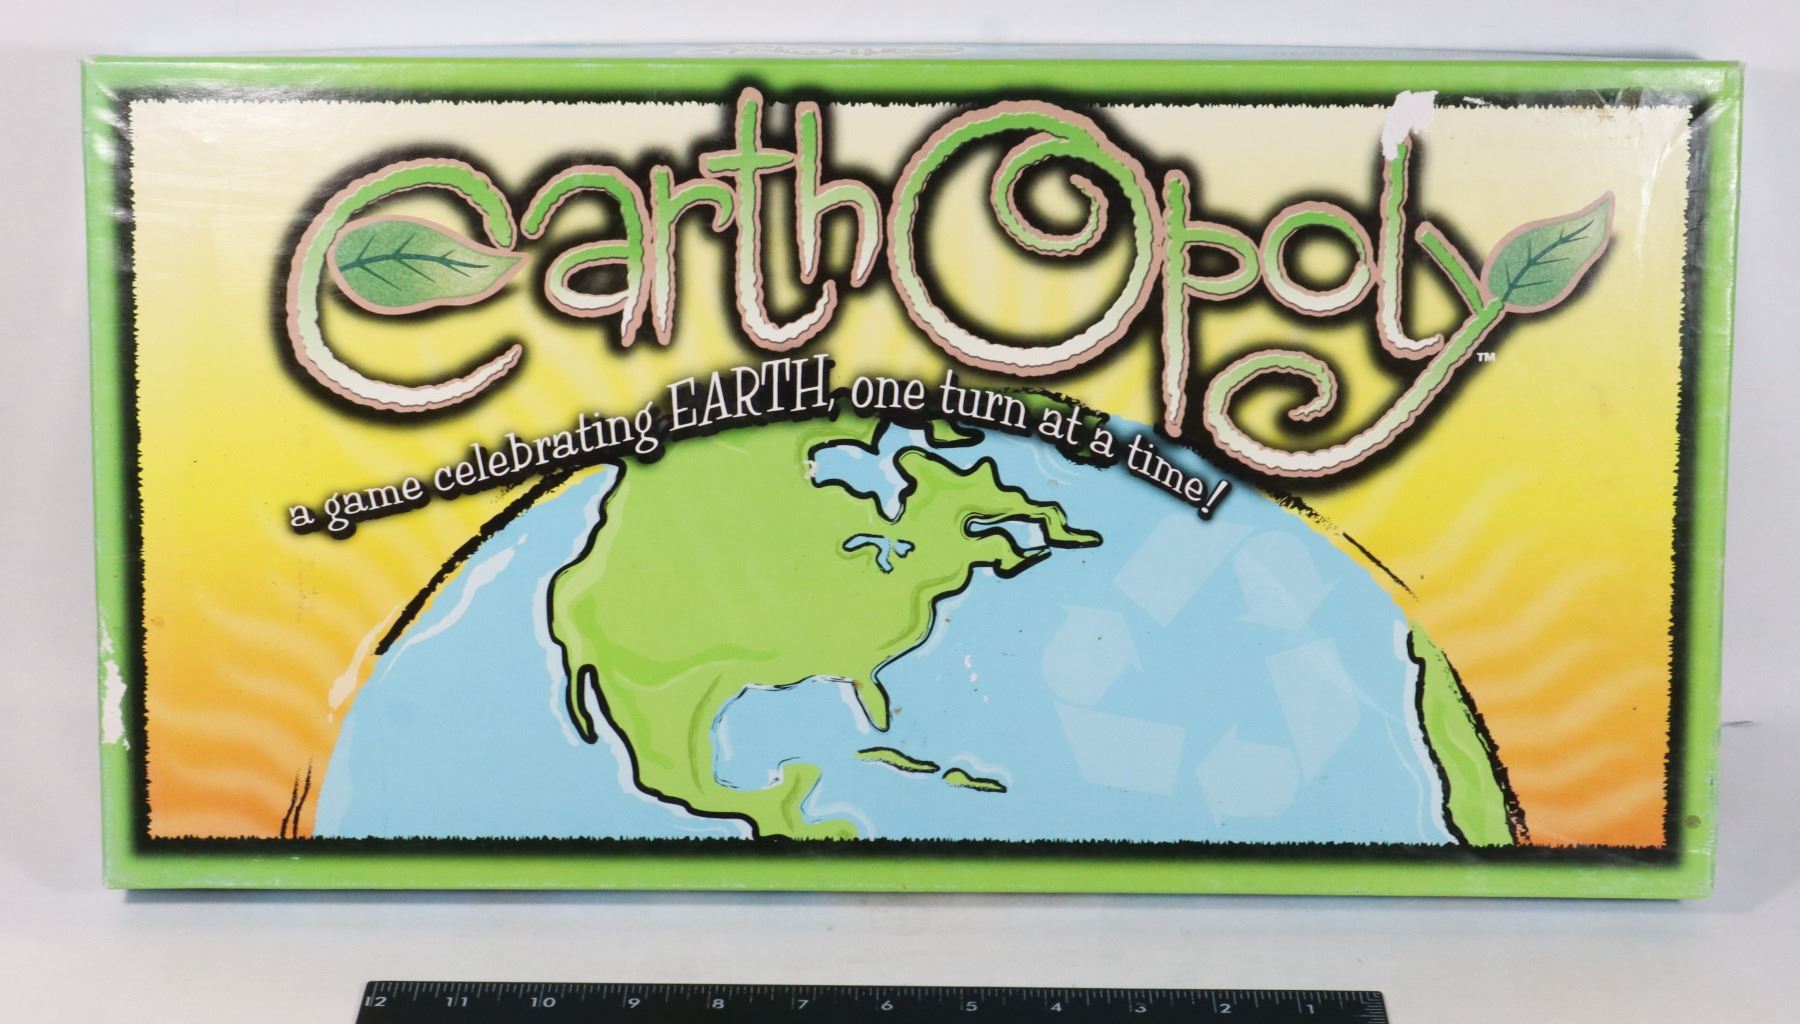 earthOpoly
TM
a game celebrating EARTH, one turn at a time!
12 11 10 9 8 7 6 5 4 3 2 1